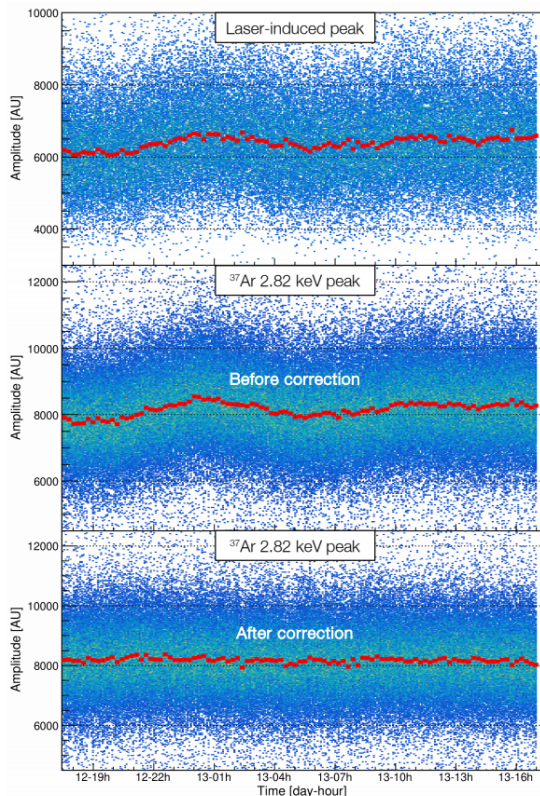 Laser-induced peak
10000
8000
6000
4000
Amplitude [AU]
³⁷Ar 2.82 keV peak
Before correction
12000
10000
8000
6000
Amplitude [AU]
³⁷Ar 2.82 keV peak
After correction
12000
10000
8000
6000
Amplitude [AU]
12-19h 12-22h 13-01h 13-04h 13-07h 13-10h 13-13h 13-16h
Time [day-hour]